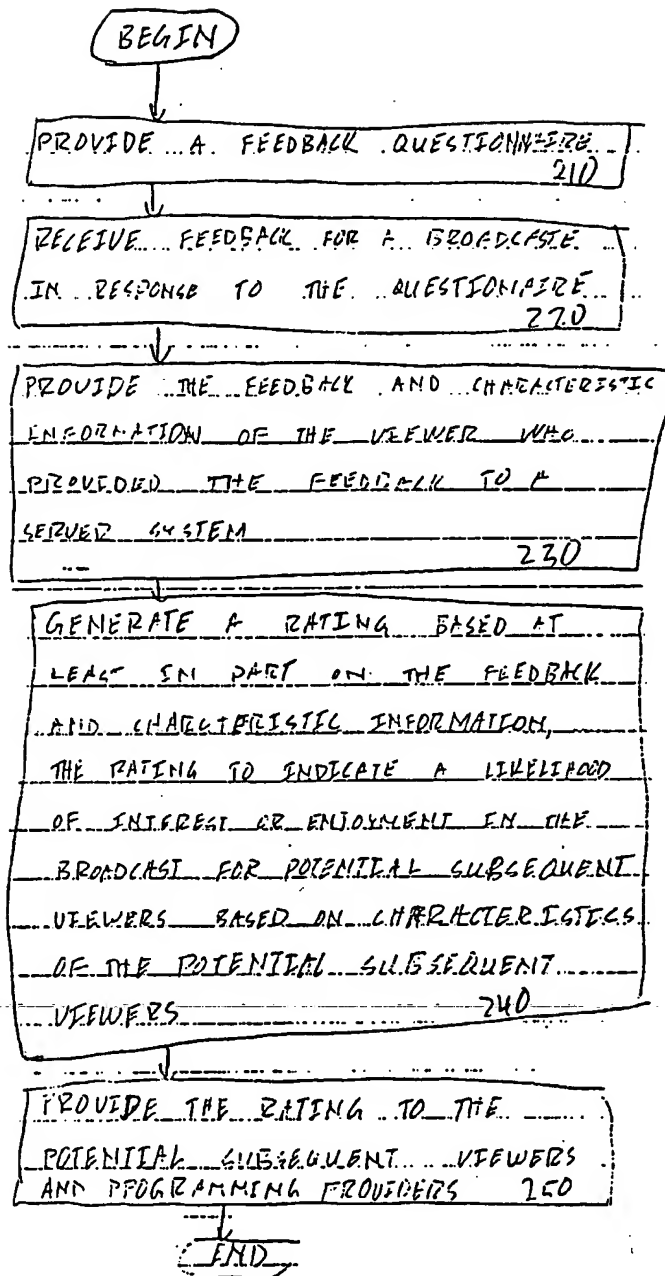 BEGIN
PROVIDE A FEEDBACK QUESTIONNAIRE
210
RECEIVE FEEDBACK FOR A BROADCASTE
IN RESPONSE TO THE QUESTIONAIRE
220
PROVIDE THE FEEDBACK AND CHARACTERISTIC
INFORMATION OF THE VIEWER WHO
PROVIDED THE FEEDBACK TO A
SERVER SYSTEM
230
GENERATE A RATING BASED AT
LEAST IN PART ON THE FEEDBACK
AND CHARCTERISTIC INFORMATION,
THE RATING TO INDICATE A LIKELIHOOD
OF INTEREST OR ENJOYMENT IN THE
BROADCAST FOR POTENTIAL SUBSEQUENT
VIEWERS BASED ON CHARACTERISTICS
OF THE POTENTIAL SUBSEQUENT
VIEWERS 240
PROVIDE THE RATING TO THE
POTENTIAL SUBSEQUENT VIEWERS
AND PROGRAMMING PROVIDERS 250
END